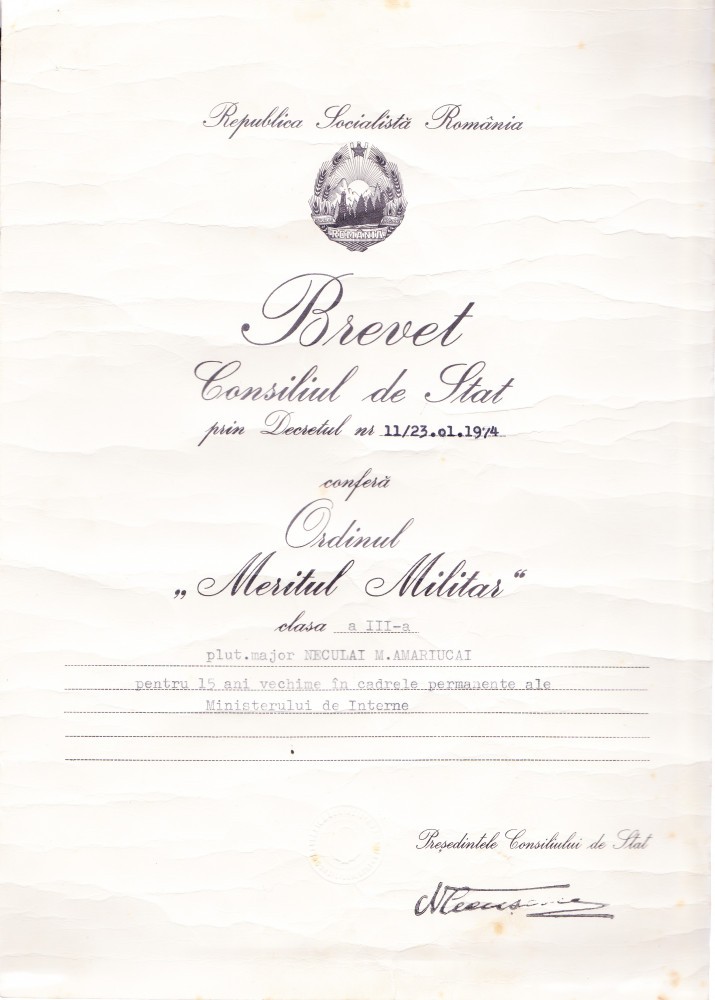 Republica Socialistă România
ROMANIA
Brevet
Consiliul de Stat
prin Decretul nr 11/23.01.1974
conferă
Ordinul
„Meritul Militar“
clasa a III-a
plut.major NECULAI M.AMARIUCAI
pentru 15 ani vechime în cadrele permanente ale
Ministerului de Interne
Președintele Consiliului de Stat